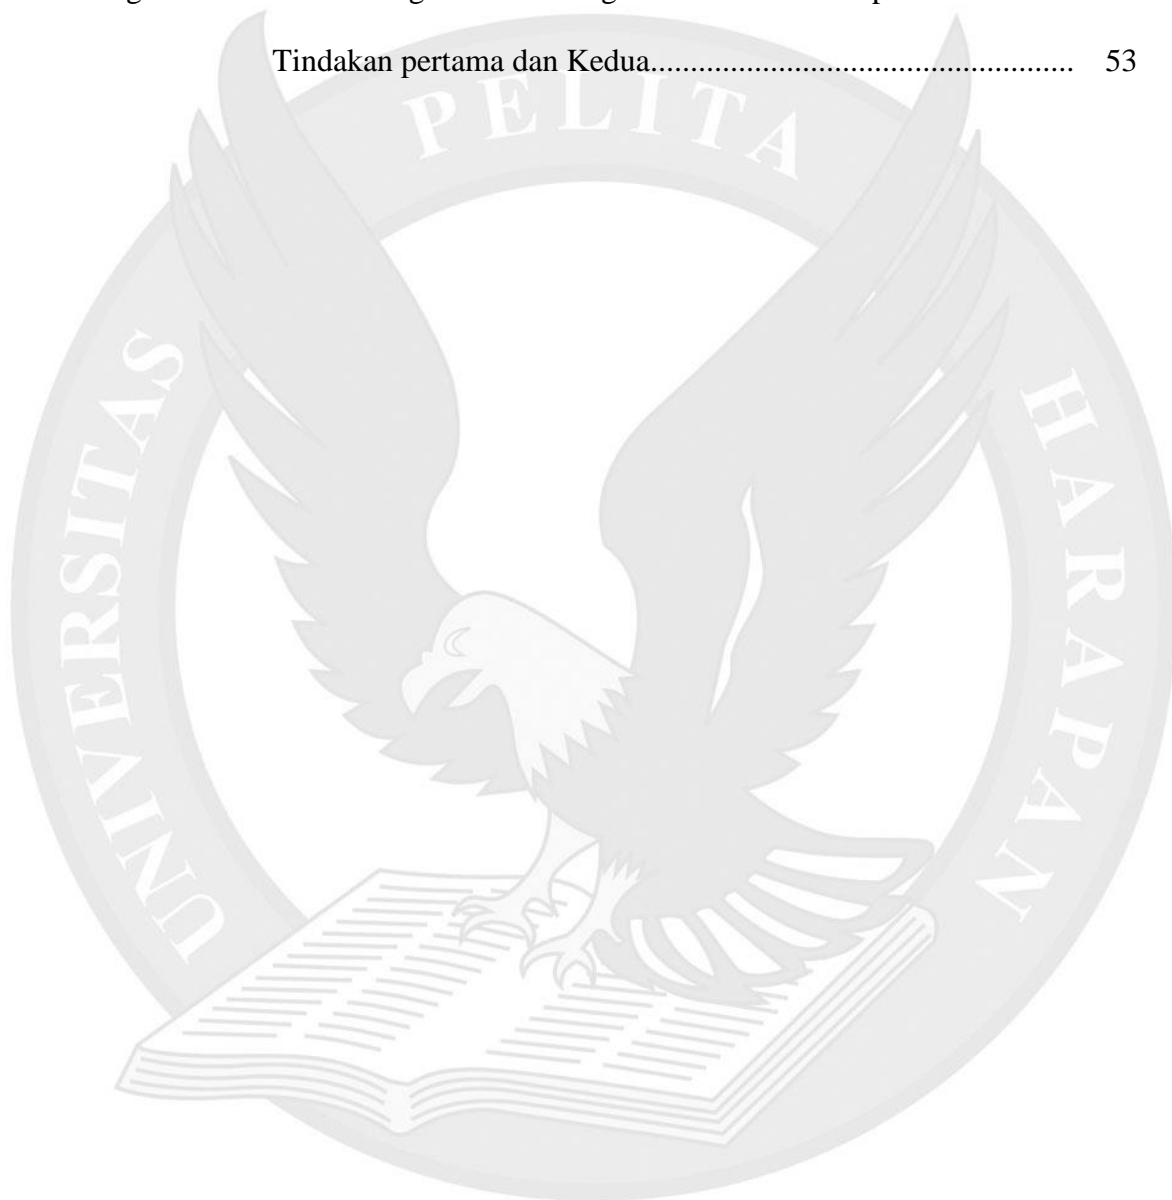 Tindakan pertama dan Kedua..................................................... 53
PELITA
UNIVERSITAS
HARAPAN